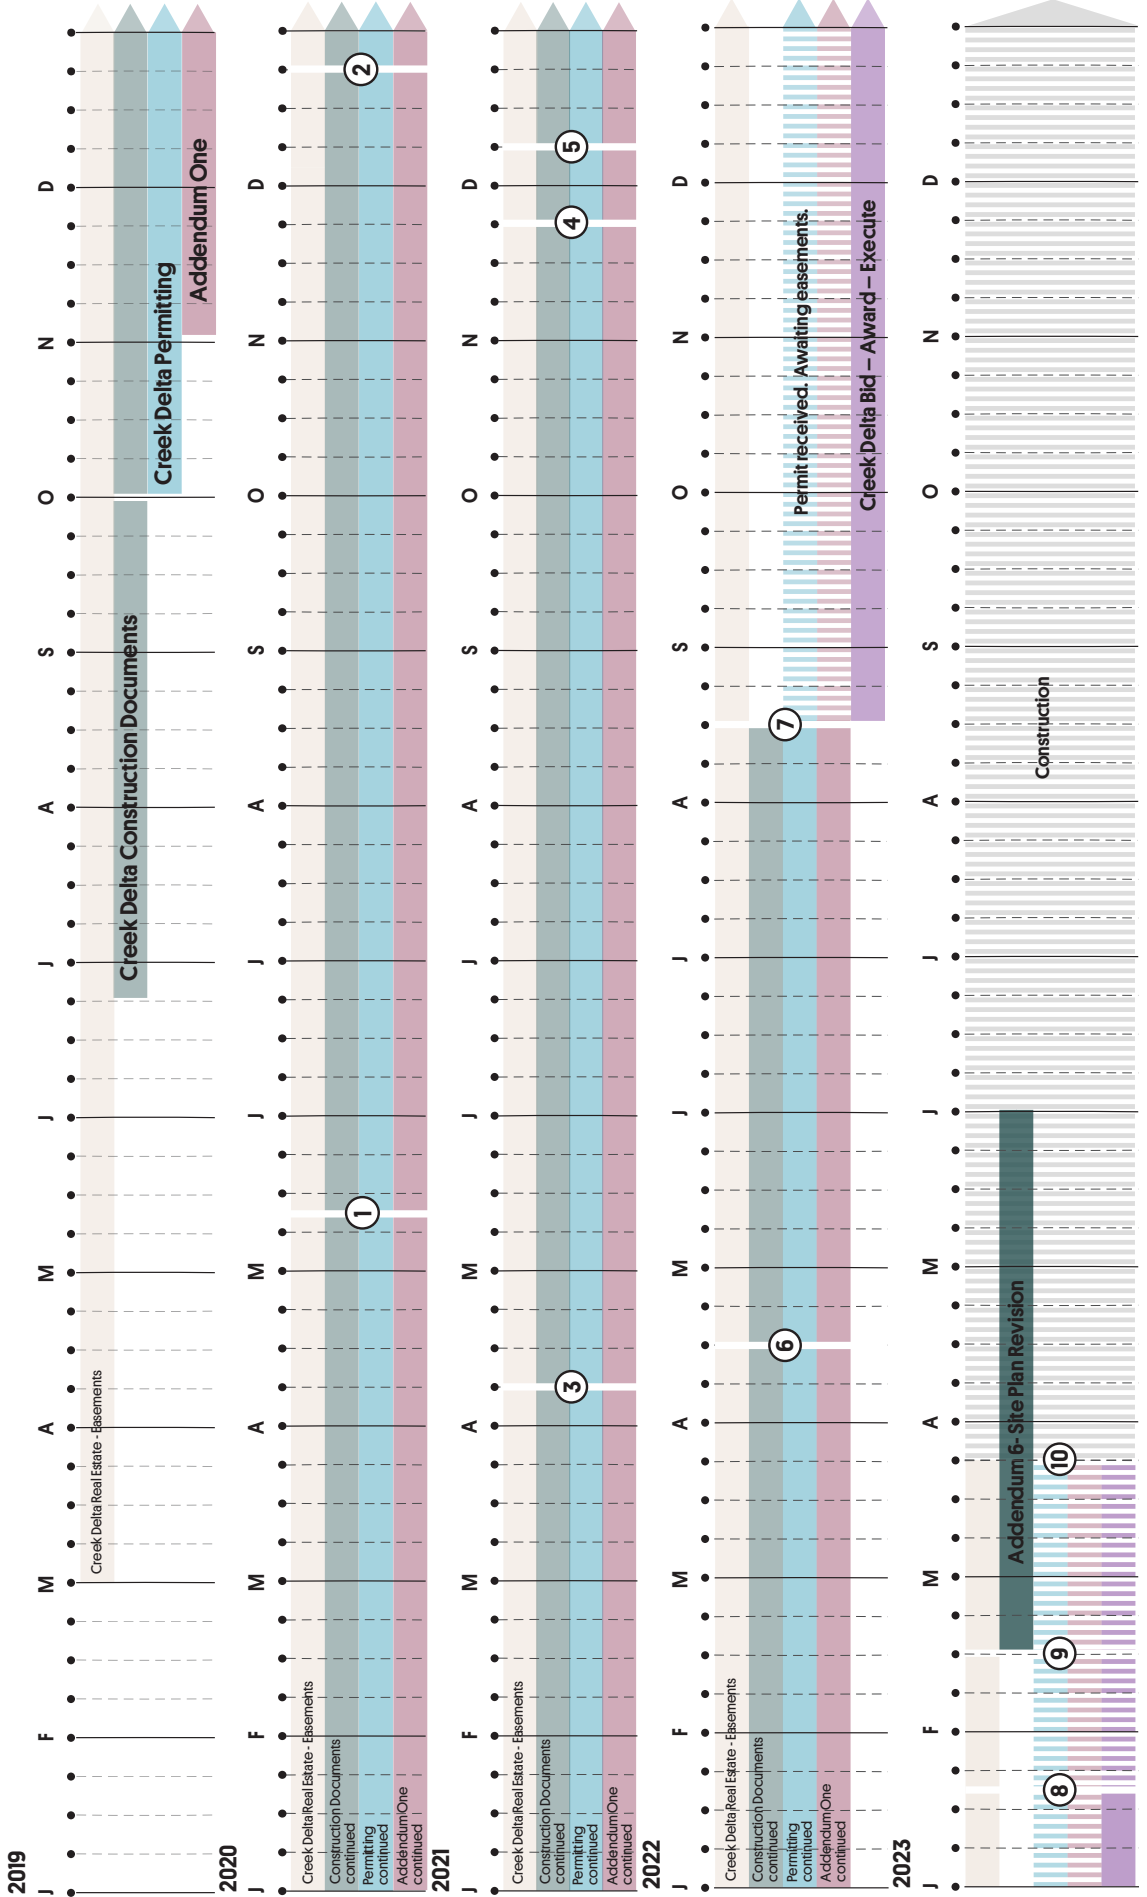 2019
J F M A M J J A S O N D
Creek Delta Real Estate - Easements
Creek Delta Construction Documents
Creek Delta Permitting
Addendum One
2020
J F M A M J J A S O N D
Creek Delta Real Estate - Easements
Construction Documents
continued
Permitting
continued
Addendum One
continued
1
2
2021
J F M A M J J A S O N D
Creek Delta Real Estate - Easements
Construction Documents
continued
Permitting
continued
Addendum One
continued
3
4
5
2022
J F M A M J J A S O N D
Creek Delta Real Estate - Easements
Construction Documents
continued
Permitting
continued
Addendum One
continued
6
7
Permit received. Awaiting easements.
Creek Delta Bid – Award – Execute
2023
J F M A M J J A S O N D
Addendum 6- Site Plan Revision
Construction
8
9
10